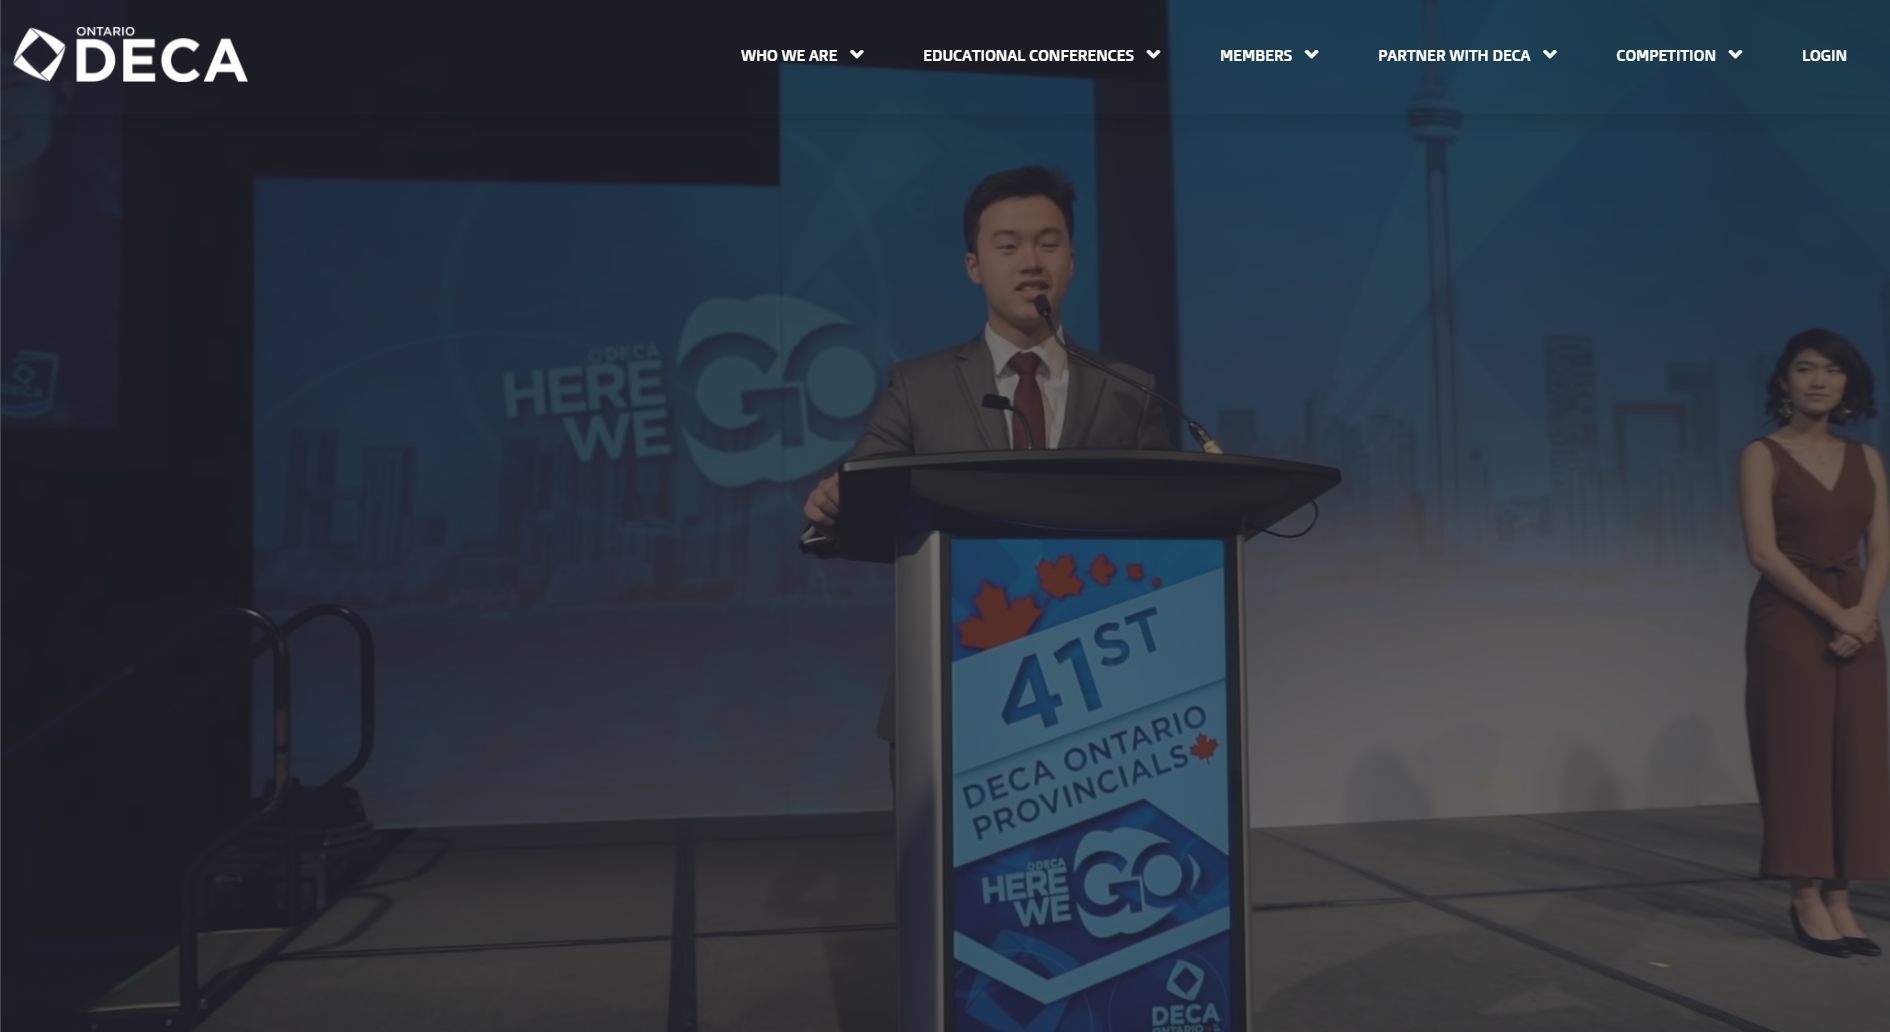 ONTARIO
DECA
WHO WE ARE
EDUCATIONAL CONFERENCES
MEMBERS
PARTNER WITH DECA
COMPETITION
LOGIN
DECA
HERE
WE
GO
DECA
41ST
DECA ONTARIO
PROVINCIALS
DECA
HERE
WE
GO
DECA
ONTARIO